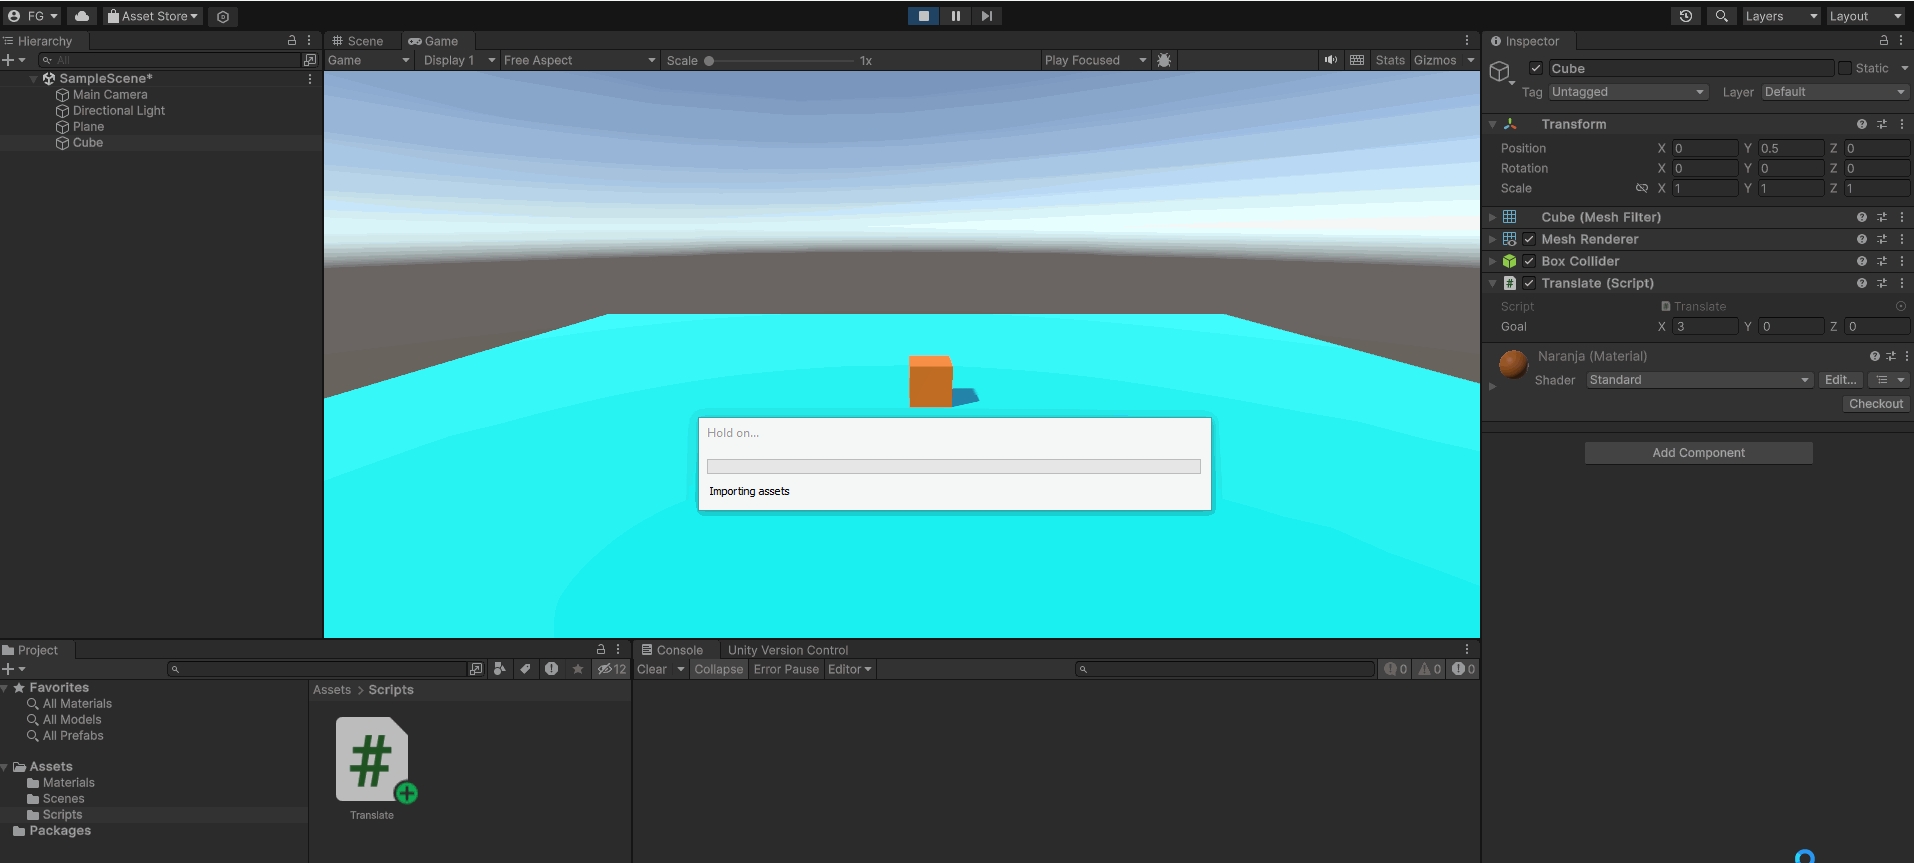 FG Asset Store Layers Layout
Hierarchy
All
SampleScene*
Main Camera
Directional Light
Plane
Cube
Scene Game
Game Display 1 Free Aspect Scale 1x Play Focused Stats Gizmos
Hold on...
Importing assets
Inspector
Cube Static
Tag Untagged Layer Default
Transform
Position X 0 Y 0.5 Z 0
Rotation X 0 Y 0 Z 0
Scale X 1 Y 1 Z 1
Cube (Mesh Filter)
Mesh Renderer
Box Collider
# Translate (Script)
Script Translate
Goal X 3 Y 0 Z 0
Naranja (Material)
Shader Standard Edit...
Checkout
Add Component
Project
12
Favorites
All Materials
All Models
All Prefabs
Assets
Materials
Scenes
Scripts
Packages
Assets > Scripts
#
Translate
Console Unity Version Control
Clear Collapse Error Pause Editor 0 0 0